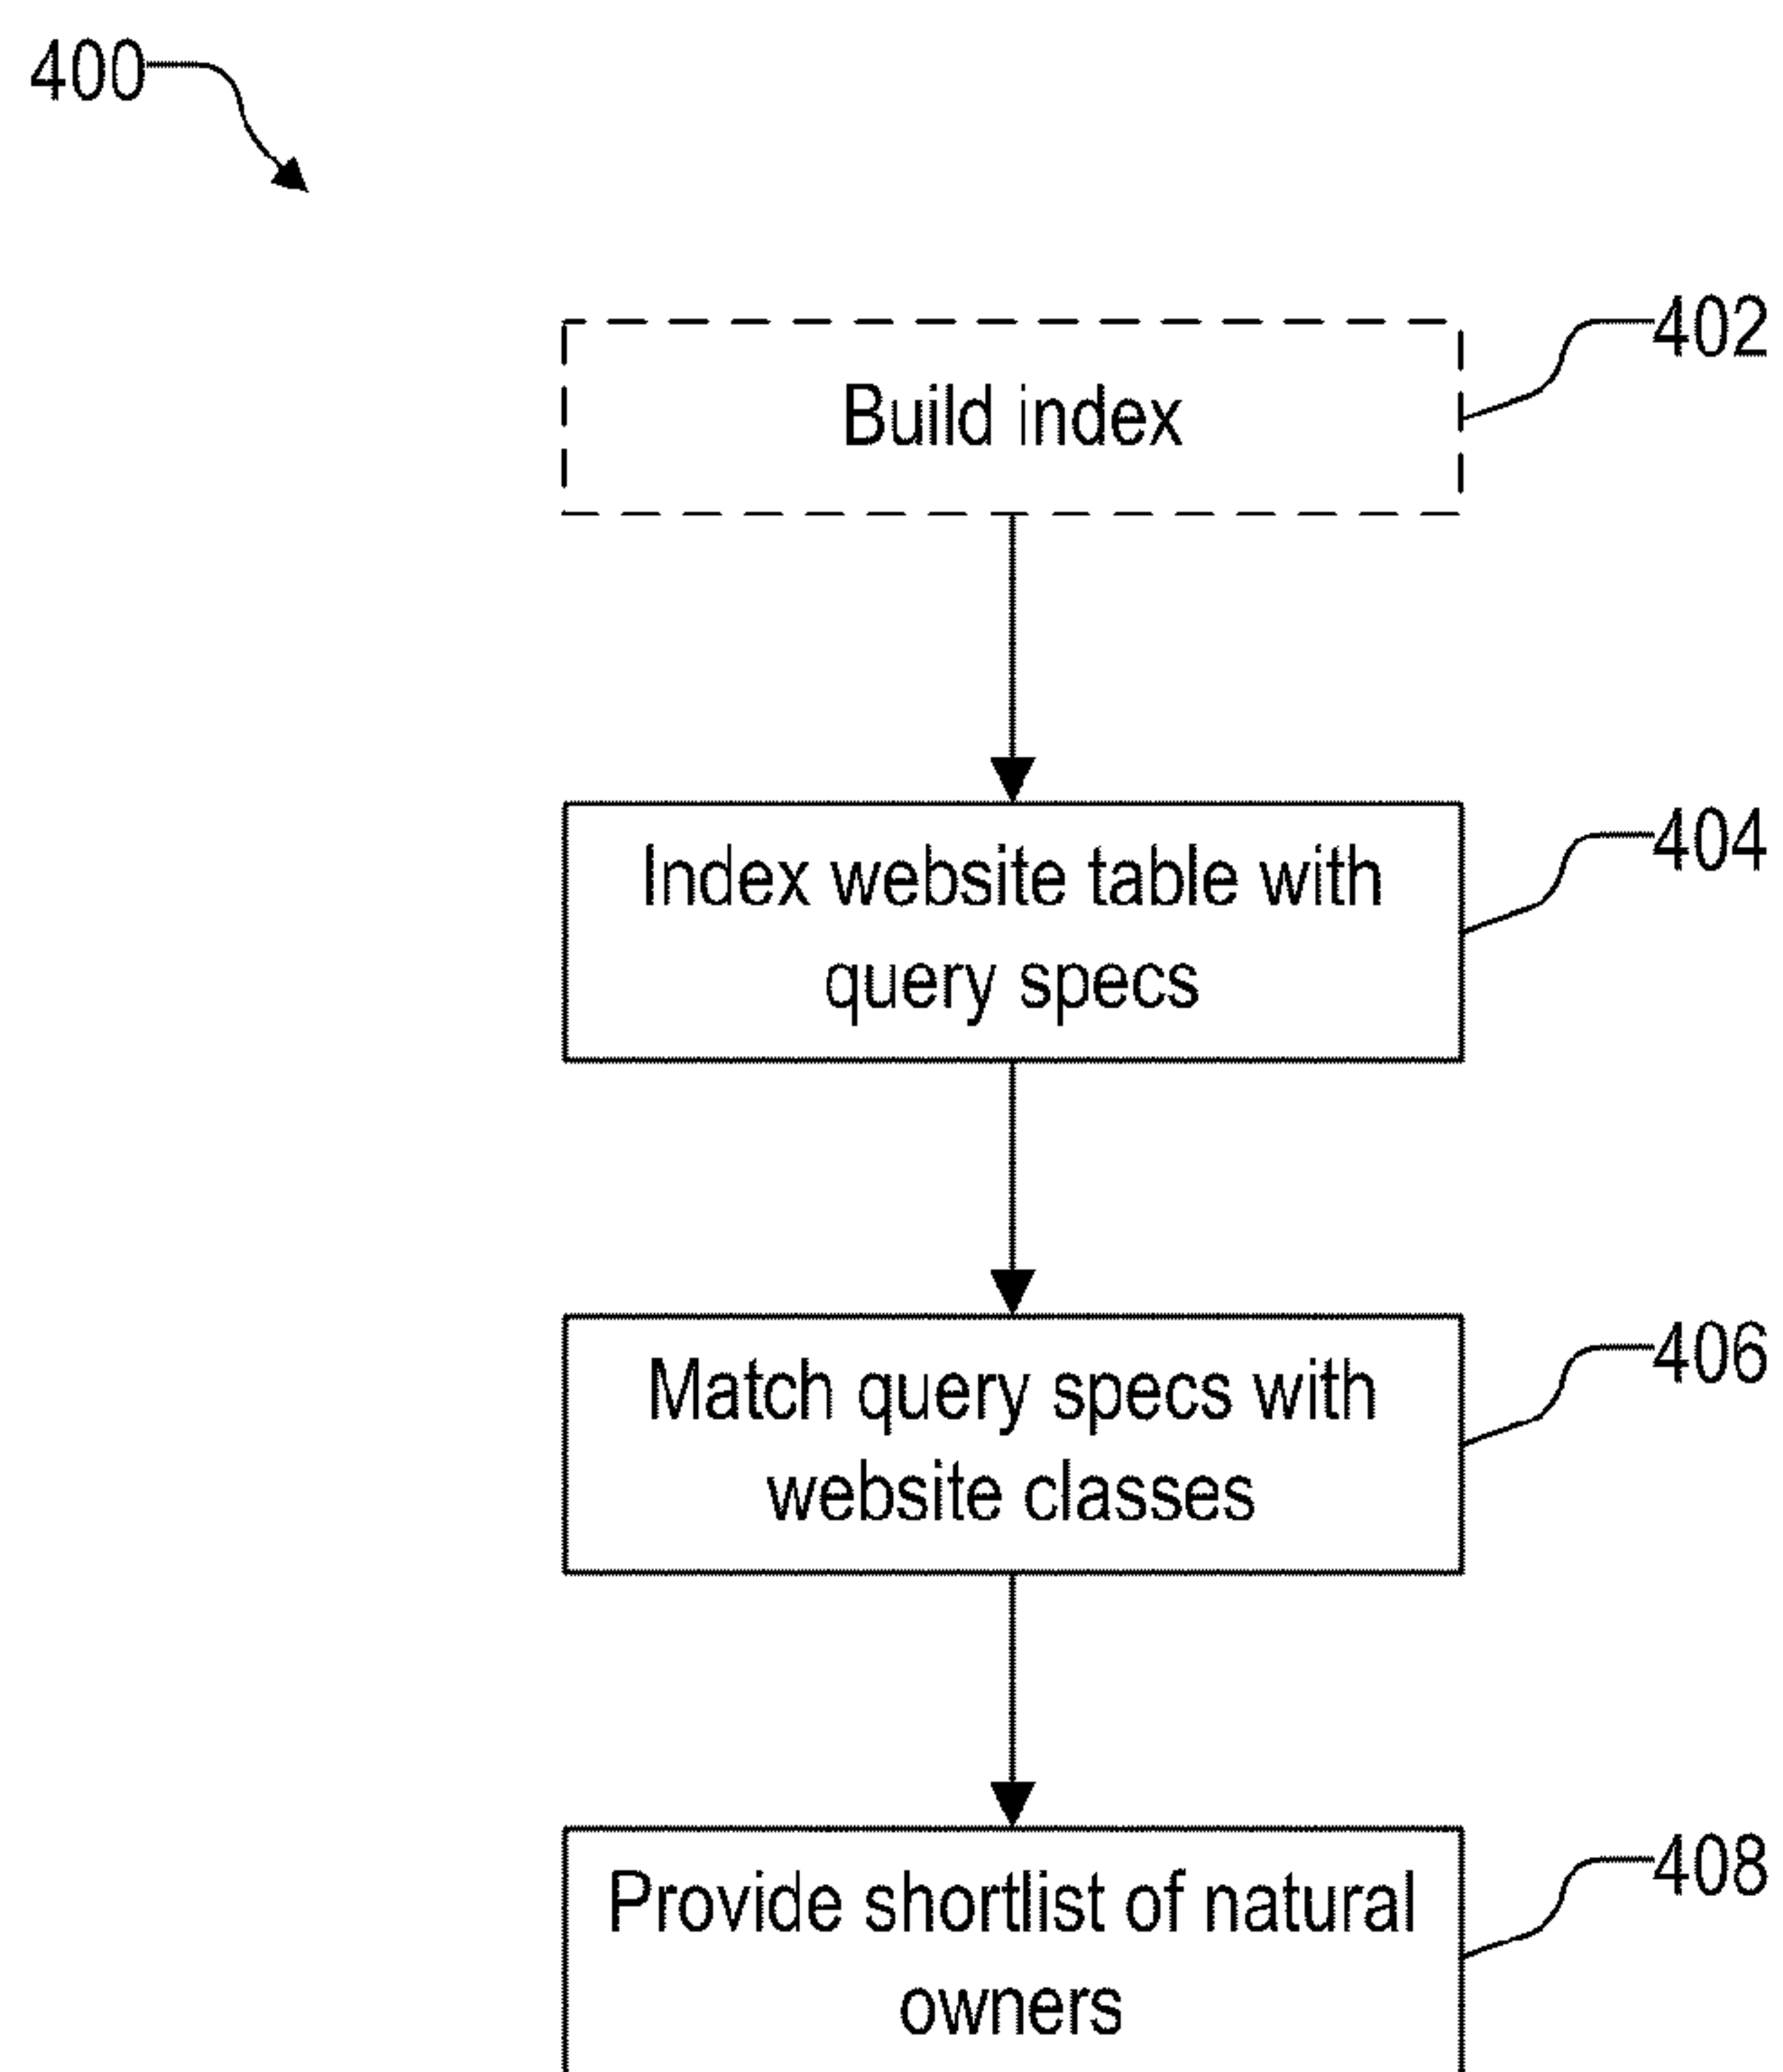 400
402
Build index
404
Index website table with
query specs
406
Match query specs with
website classes
408
Provide shortlist of natural
owners